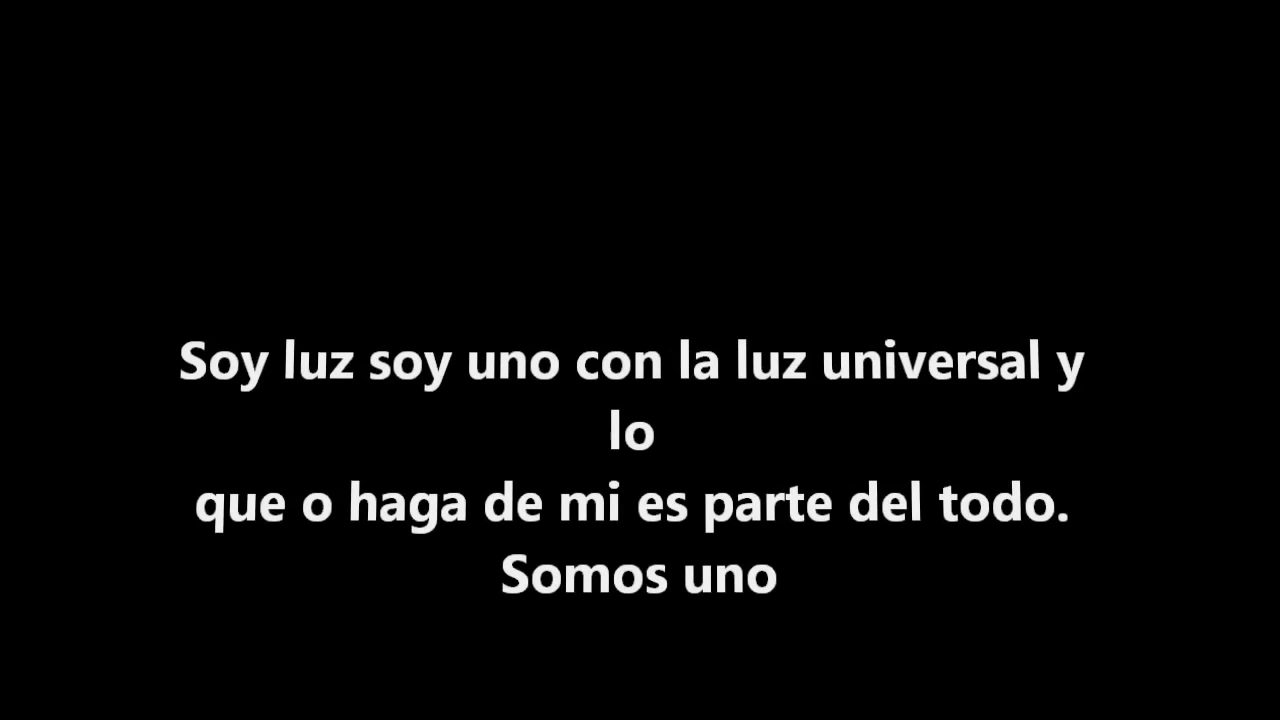 Soy luz soy uno con la luz universal y
lo
que o haga de mi es parte del todo.
Somos uno